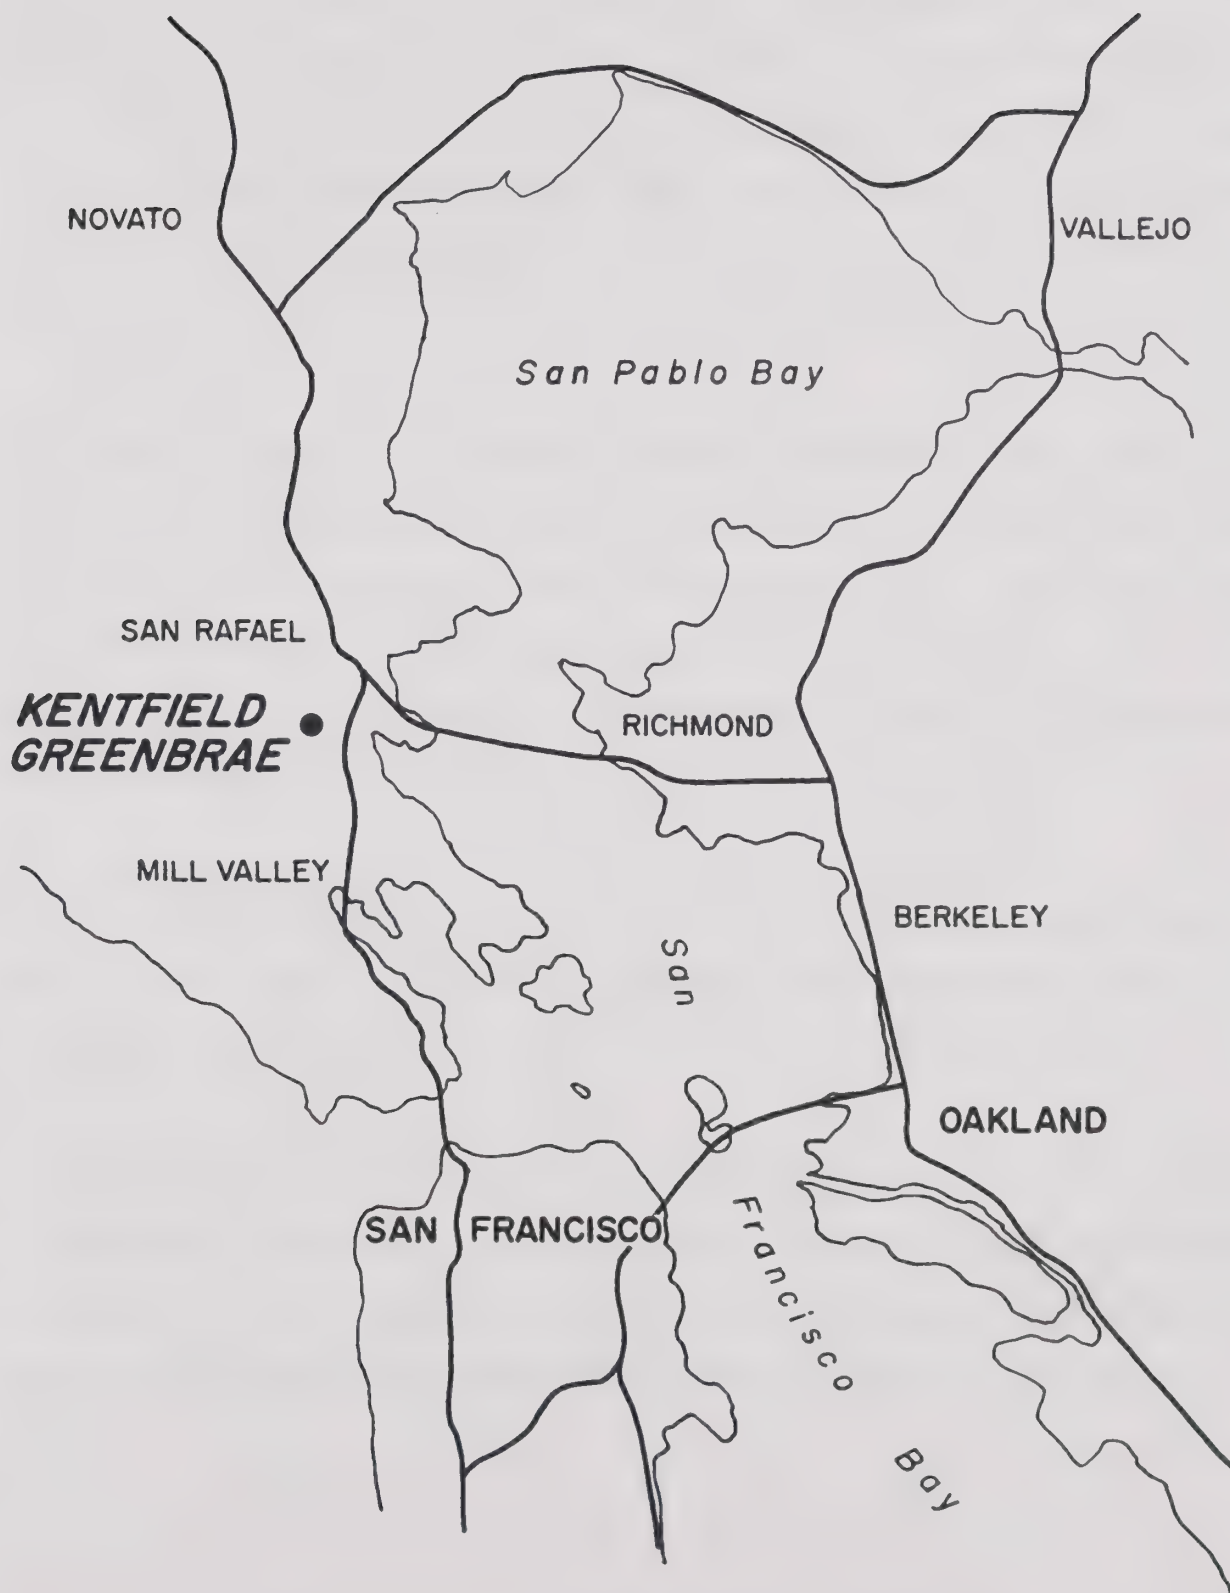 NOVATO
VALLEJO
San Pablo Bay
SAN RAFAEL
KENTFIELD
GREENBRAE
RICHMOND
MILL VALLEY
BERKELEY
OAKLAND
SAN FRANCISCO
San Francisco Bay